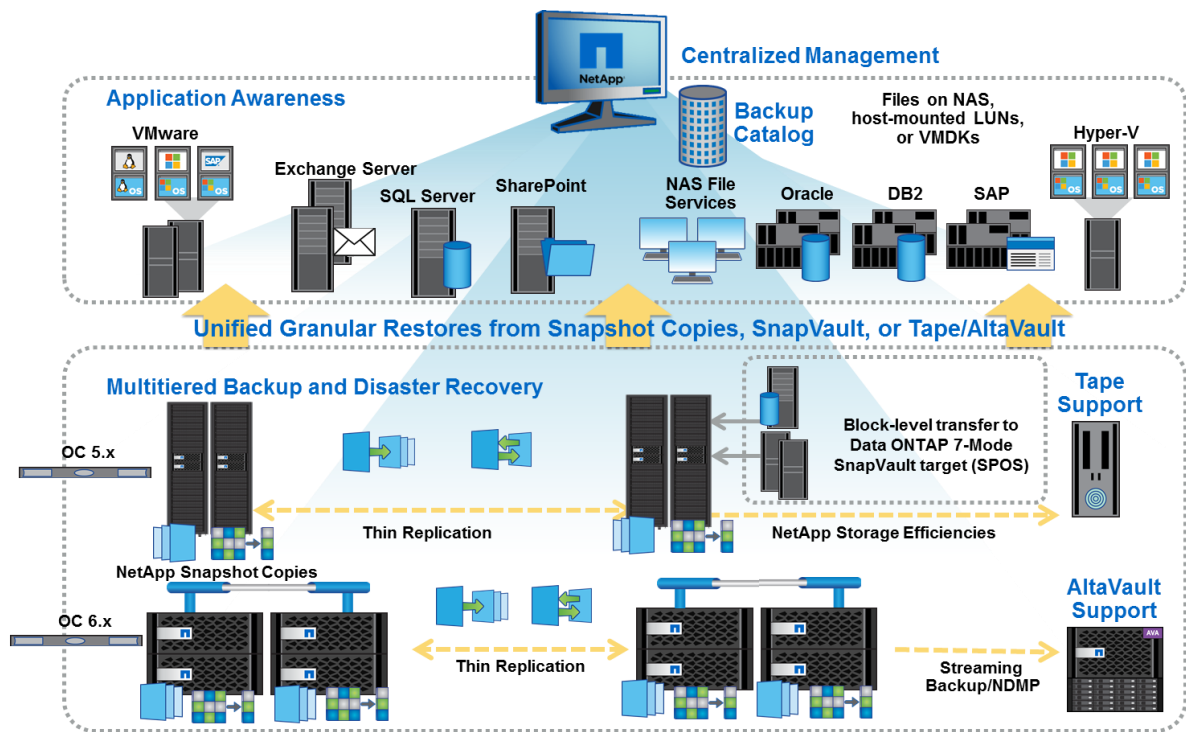 NetApp
Centralized Management
Application Awareness
Backup
Catalog
Files on NAS,
host-mounted LUNs,
or VMDKs
VMware
SAP
OS
OS
OS
Exchange Server
SQL Server
SharePoint
NAS File
Services
Oracle
DB2
SAP
Hyper-V
OS
OS
OS
Unified Granular Restores from Snapshot Copies, SnapVault, or Tape/AltaVault
Multitiered Backup and Disaster Recovery
Block-level transfer to
Data ONTAP 7-Mode
SnapVault target (SPOS)
Tape
Support
OC 5.x
Thin Replication
NetApp Storage Efficiencies
NetApp Snapshot Copies
OC 6.x
Thin Replication
AltaVault
Support
AVA
Streaming
Backup/NDMP